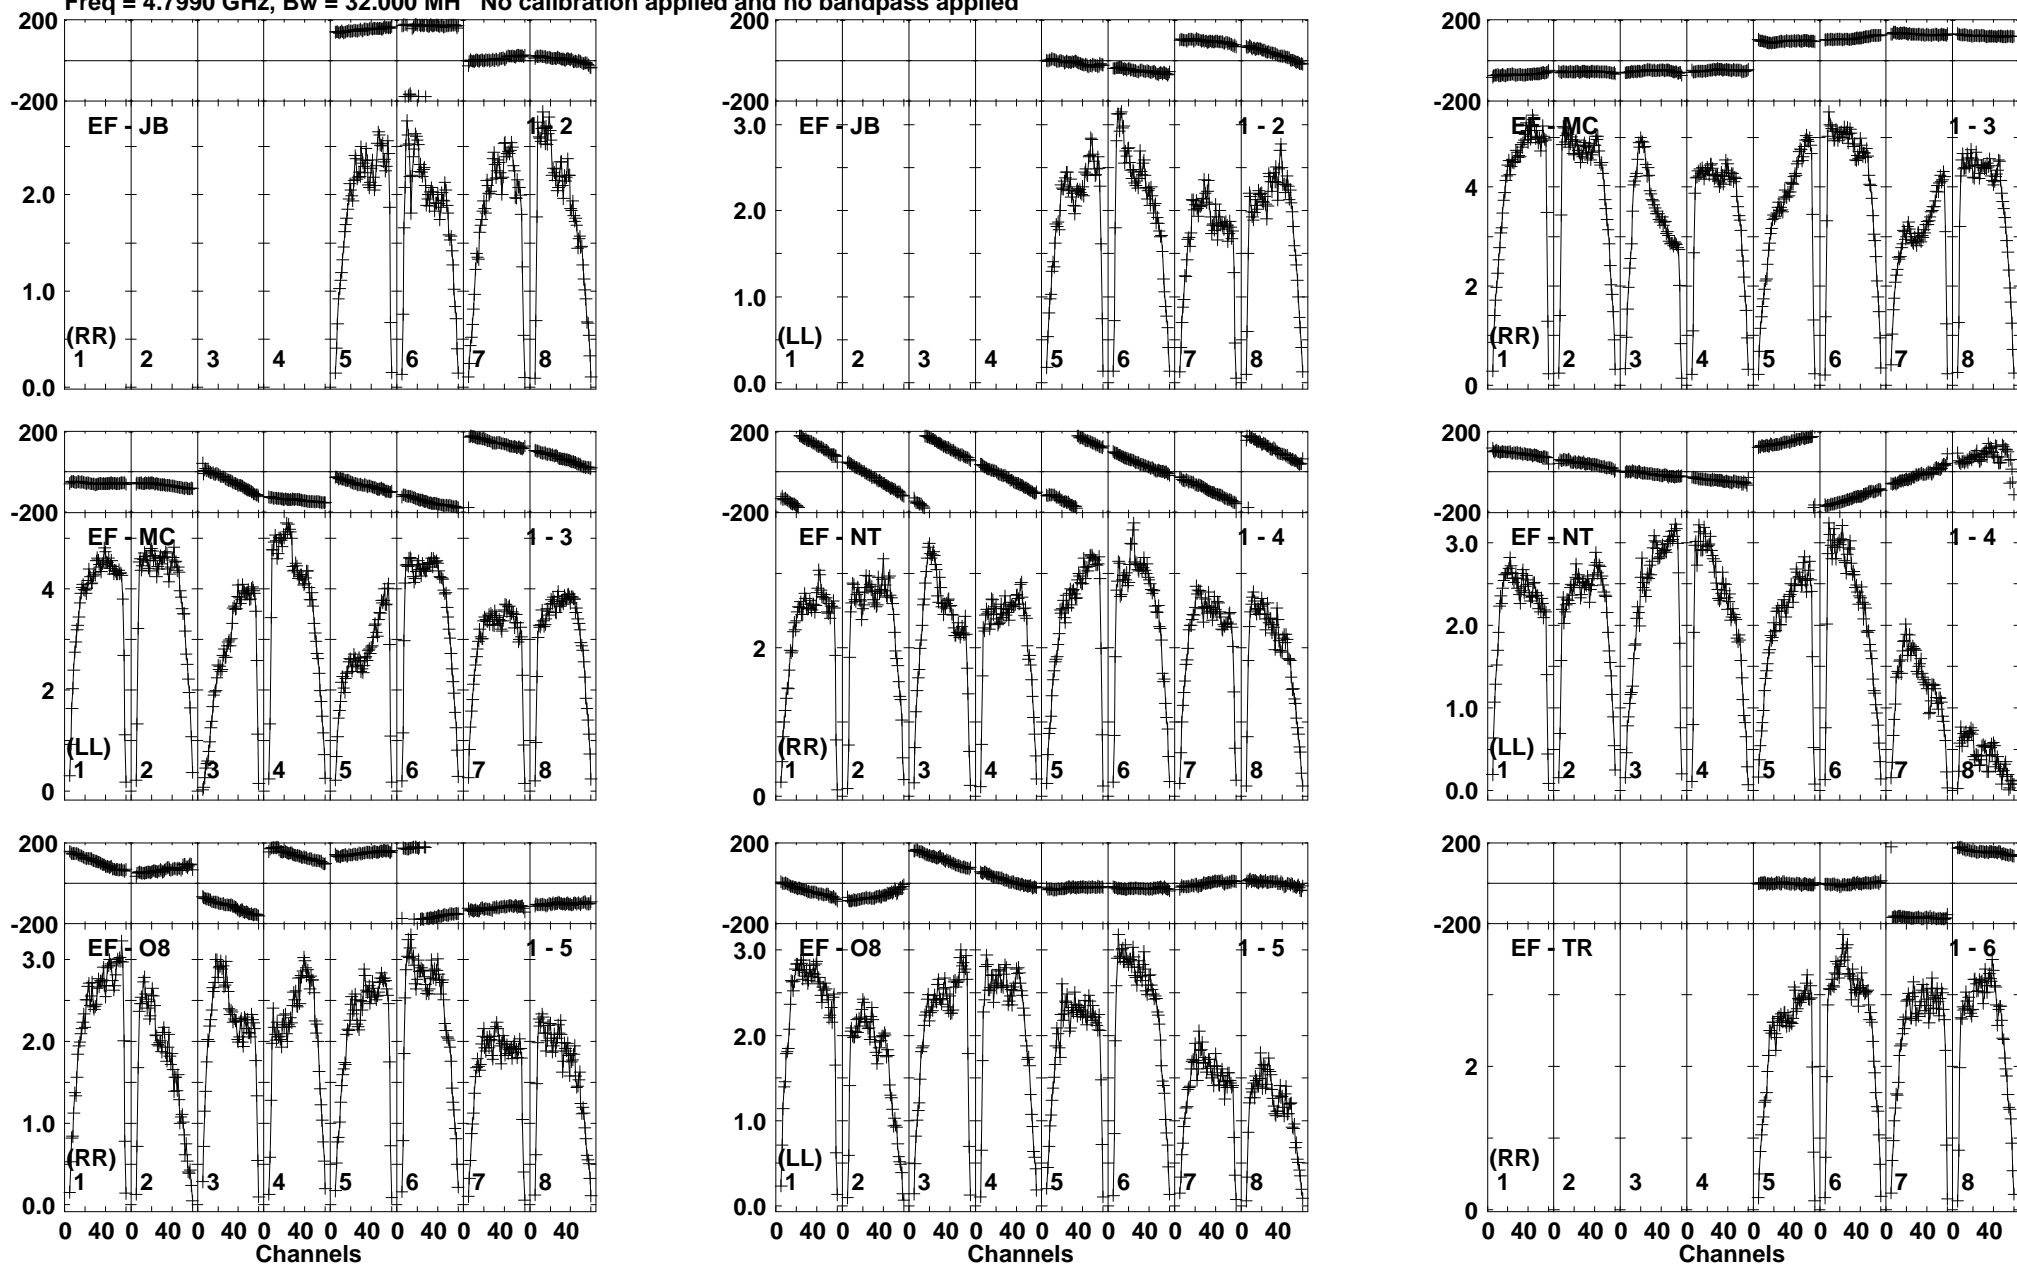 Freq = 4.7990 GHz, Bw = 32.000 MH No calibration applied and no bandpass applied
200 200 200
-200 -200 -200
EF - JB 1 - 2 EF - JB 1 - 2 EF - MC 1 - 3
3.0
2.0 2.0 4
1.0 1.0 2
(RR) (LL) (RR)
1 2 3 4 5 6 7 8 1 2 3 4 5 6 7 8 1 2 3 4 5 6 7 8
0.0 0.0 0
200 200 200
-200 -200 -200
EF - MC 1 - 3 EF - NT 1 - 4 EF - NT 1 - 4
3.0
4 2 2.0
2 1.0
(LL) (RR) (LL)
1 2 3 4 5 6 7 8 1 2 3 4 5 6 7 8 1 2 3 4 5 6 7 8
0 0 0.0
200 200 200
-200 -200 -200
EF - O8 1 - 5 EF - O8 1 - 5 EF - TR 1 - 6
3.0 3.0
2.0 2.0 2
1.0 1.0
(RR) (LL) (RR)
1 2 3 4 5 6 7 8 1 2 3 4 5 6 7 8 1 2 3 4 5 6 7 8
0.0 0.0 0
0 40 0 40 0 40 0 40 0 40 0 40 0 40 0 40 0 40 0 40 0 40 0 40 0 40 0 40 0 40 0 40 0 40 0 40 0 40 0 40 0 40 0 40 0 40 0 40
Channels Channels Channels